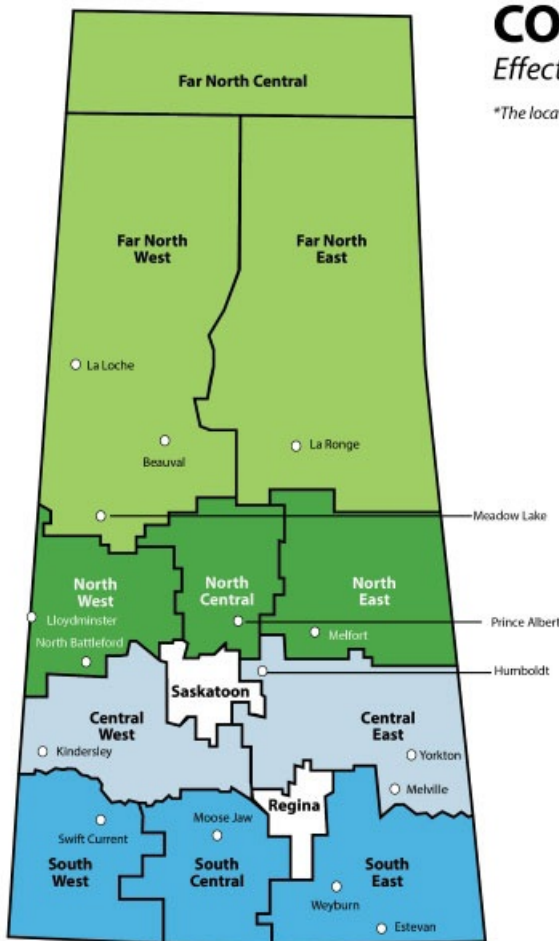 CO
Effect
*The loca
Far North Central
Far North
West
Far North
East
La Loche
Beauval
La Ronge
Meadow Lake
North
West
North
Central
North
East
Lloydminster
North Battleford
Prince Albert
Melfort
Humboldt
Saskatoon
Central
West
Central
East
Kindersley
Yorkton
Melville
Regina
Moose Jaw
Swift Current
South
West
South
Central
South
East
Weyburn
Estevan